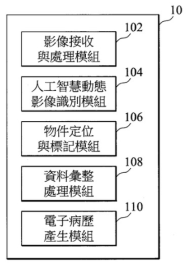 10
影像接收
與處理模組
102
人工智慧動態
影像識別模組
104
物件定位
與標記模組
106
資料彙整
處理模組
108
電子病歷
產生模組
110